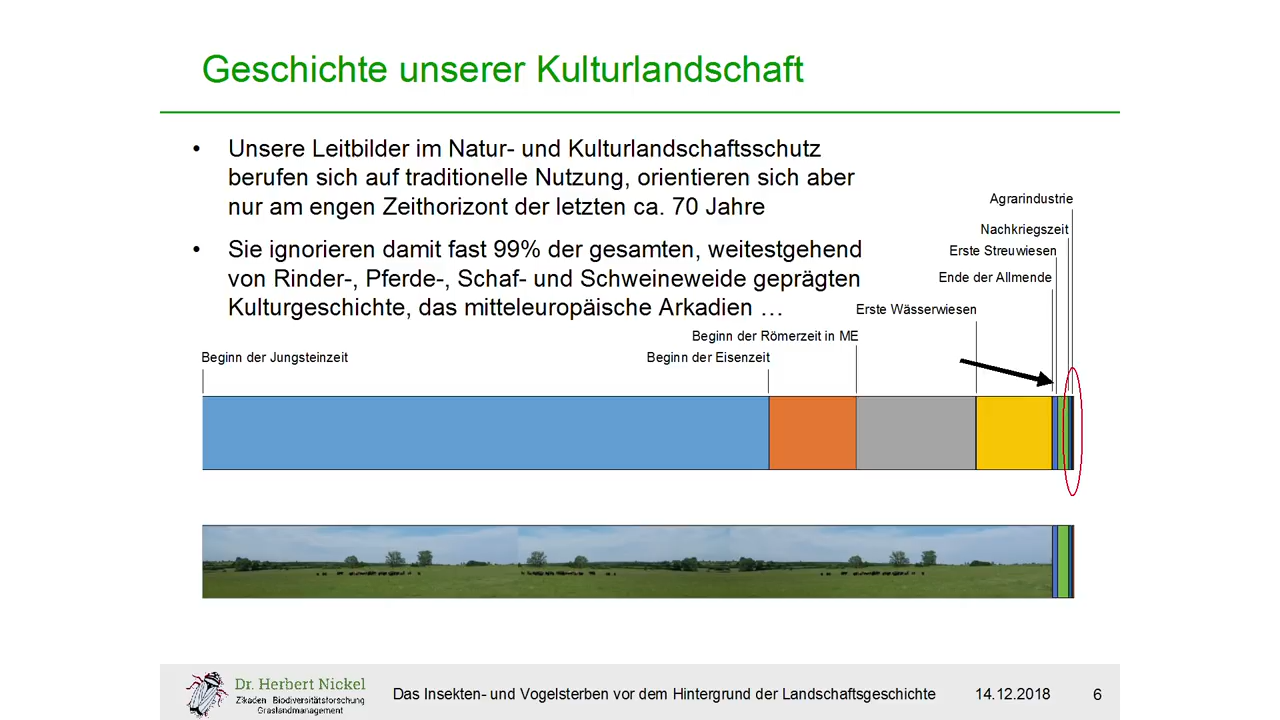 Geschichte unserer Kulturlandschaft
• Unsere Leitbilder im Natur- und Kulturlandschaftsschutz
berufen sich auf traditionelle Nutzung, orientieren sich aber
nur am engen Zeithorizont der letzten ca. 70 Jahre
• Sie ignorieren damit fast 99% der gesamten, weitestgehend
von Rinder-, Pferde-, Schaf- und Schweineweide geprägten
Kulturgeschichte, das mitteleuropäische Arkadien …
Agrarindustrie
Nachkriegszeit
Erste Streuwiesen
Ende der Allmende
Erste Wässerwiesen
Beginn der Römerzeit in ME
Beginn der Jungsteinzeit
Beginn der Eisenzeit
Dr. Herbert Nickel
Zikaden Biodiversitätsforschung
Graslandmanagement
Das Insekten- und Vogelsterben vor dem Hintergrund der Landschaftsgeschichte
14.12.2018
6